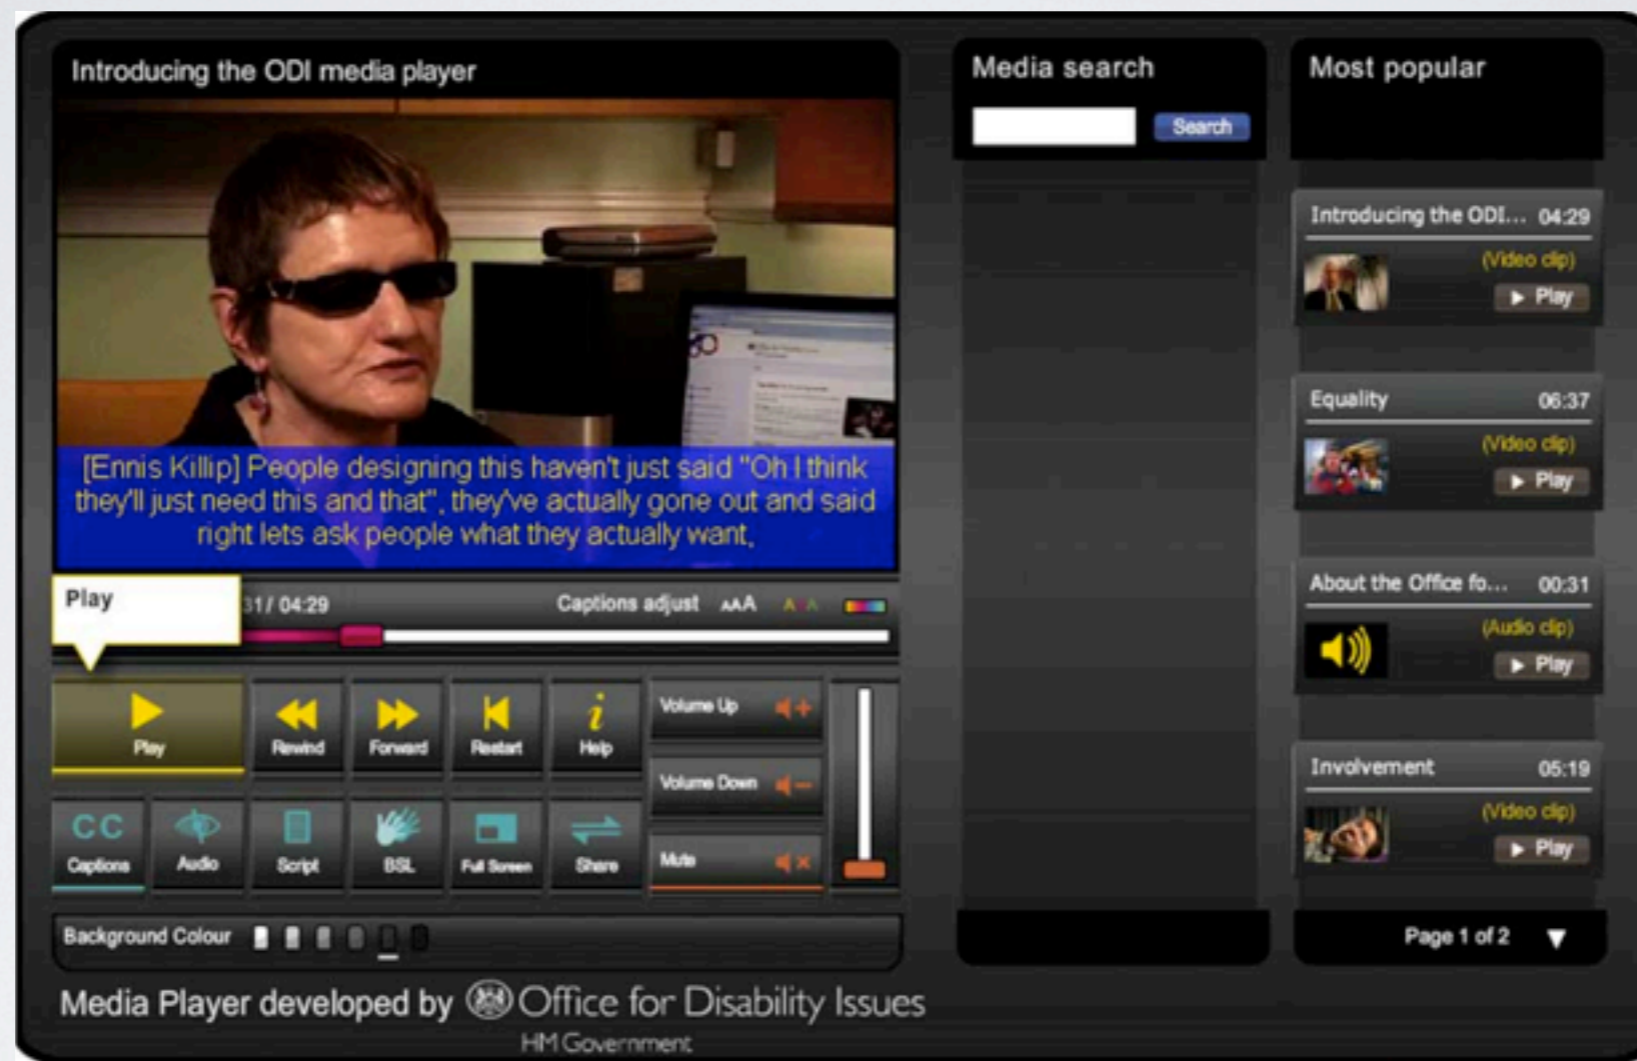 Introducing the ODI media player
[Ennis Killip] People designing this haven't just said "Oh I think
they'll just need this and that", they've actually gone out and said
right lets ask people what they actually want,
Play
31/ 04:29
Captions adjust AAA AAA
Play
Rewind
Forward
Restart
Help
Volume Up
Volume Down
CC
Captions
Audio
Script
BSL
Full Screen
Share
Mute
Background Colour
Media Player developed by Office for Disability Issues
HM Government
Media search
Search
Most popular
Introducing the ODI... 04:29
(Video clip)
Play
Equality 06:37
(Video clip)
Play
About the Office fo... 00:31
(Audio clip)
Play
Involvement 05:19
(Video clip)
Play
Page 1 of 2